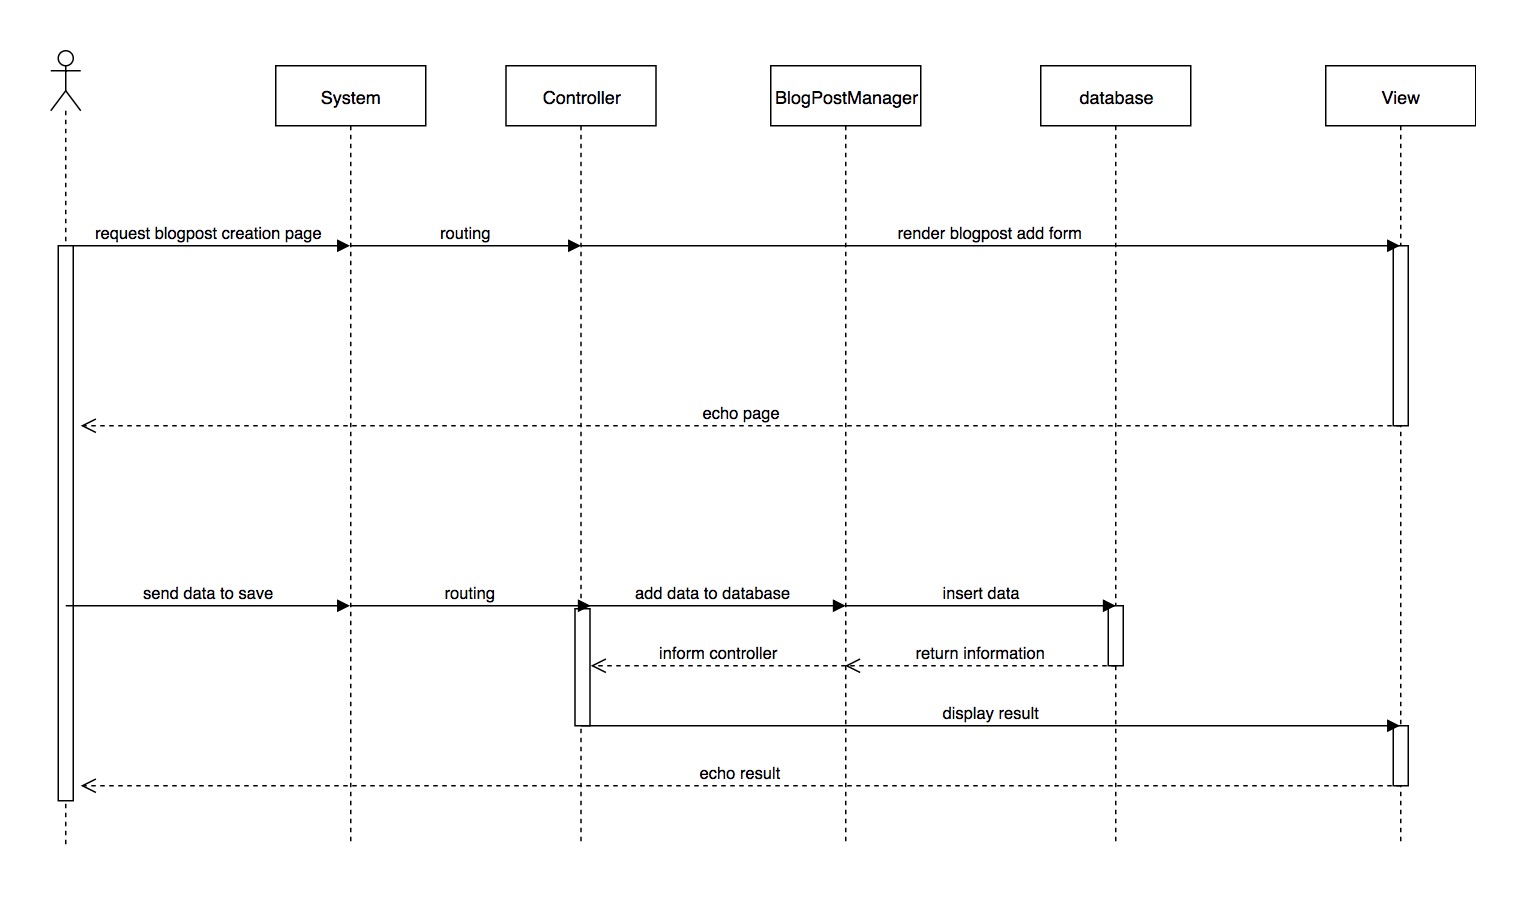 System
Controller
BlogPostManager
database
View
request blogpost creation page
routing
render blogpost add form
echo page
send data to save
routing
add data to database
insert data
inform controller
return information
display result
echo result